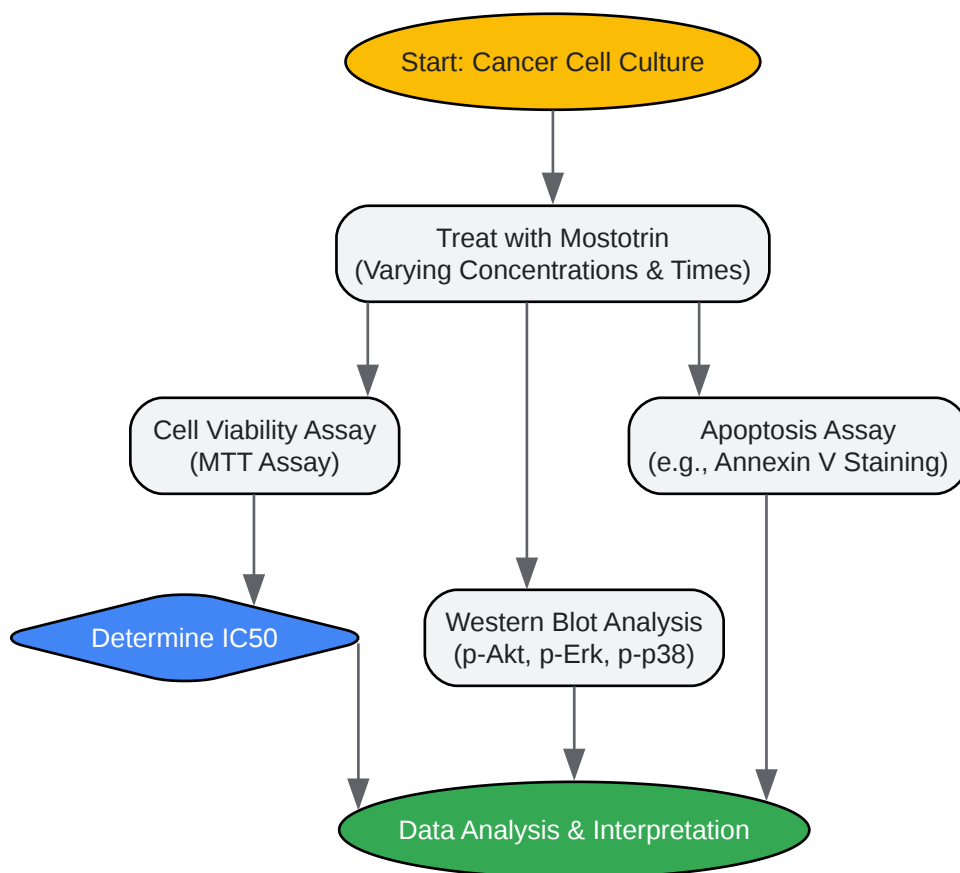 Start: Cancer Cell Culture
Treat with Mostotrin
(Varying Concentrations & Times)
Cell Viability Assay
(MTT Assay)
Apoptosis Assay
(e.g., Annexin V Staining)
Determine IC50
Western Blot Analysis
(p-Akt, p-Erk, p-p38)
Data Analysis & Interpretation